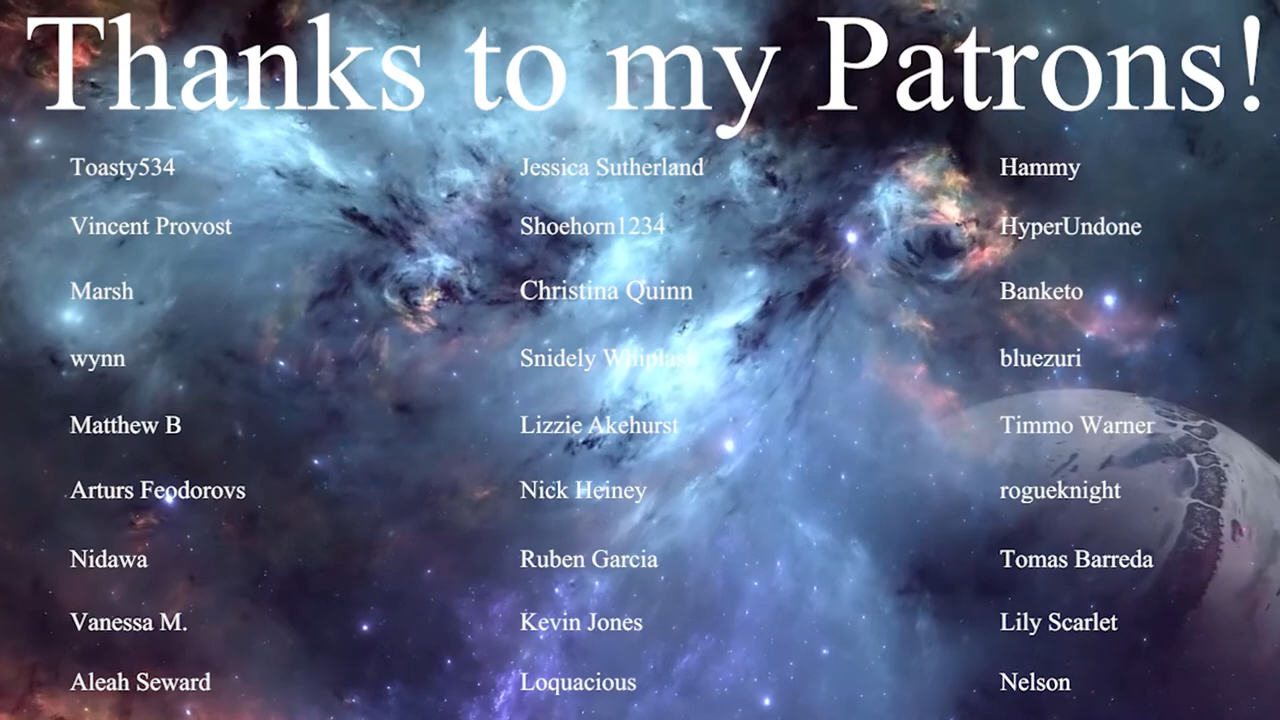 Thanks to my Patrons!
Toasty534 Jessica Sutherland Hammy
Vincent Provost Shoehorn1234 HyperUndone
Marsh Christina Quinn Banketo
wynn Snidely Whiplash bluezuri
Matthew B Lizzie Akehurst Timmo Warner
Arturs Feodorovs Nick Heiney rogueknight
Nidawa Ruben Garcia Tomas Barreda
Vanessa M. Kevin Jones Lily Scarlet
Aleah Seward Loquacious Nelson